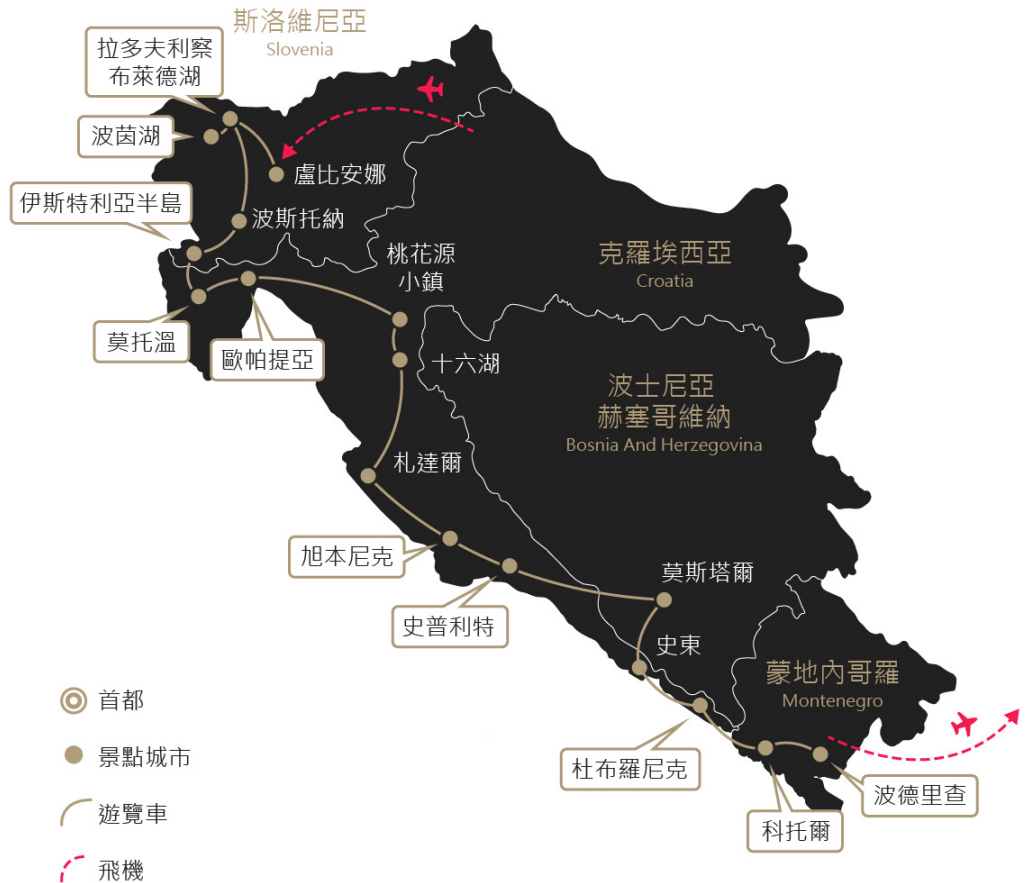 斯洛維尼亞
Slovenia
拉多夫利察
布萊德湖
波茵湖
盧比安娜
伊斯特利亞半島
波斯托納
桃花源
小鎮
克羅埃西亞
Croatia
莫托溫
歐帕提亞
十六湖
波士尼亞
赫塞哥維納
Bosnia And Herzegovina
札達爾
旭本尼克
莫斯塔爾
史普利特
史東
蒙地內哥羅
Montenegro
首都
景點城市
杜布羅尼克
波德里查
遊覽車
科托爾
飛機